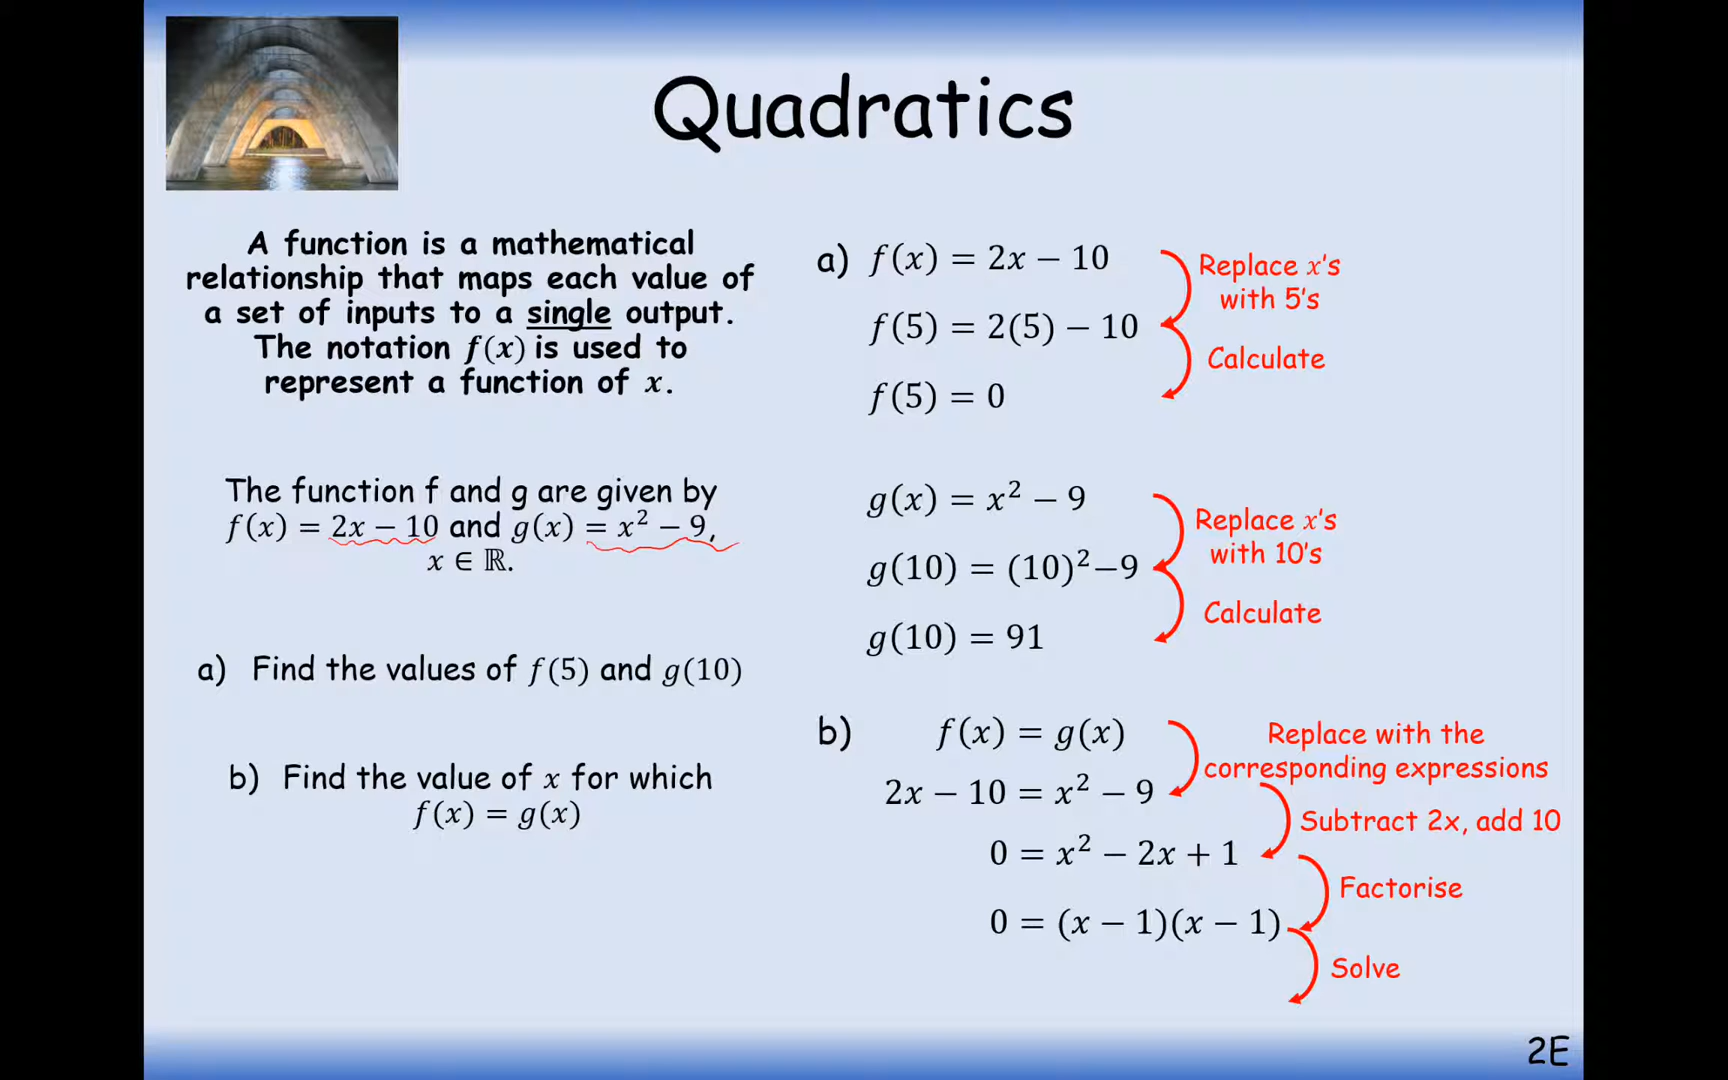 Quadratics
A function is a mathematical
relationship that maps each value of
a set of inputs to a single output.
The notation f(x) is used to
represent a function of x.
The function f and g are given by
f(x) = 2x − 10 and g(x) = x² − 9,
x ∈ ℝ.
a) Find the values of f(5) and g(10)
b) Find the value of x for which
f(x) = g(x)
a) f(x) = 2x − 10
Replace x's
with 5's
f(5) = 2(5) − 10
Calculate
f(5) = 0
g(x) = x² − 9
Replace x's
with 10's
g(10) = (10)²−9
Calculate
g(10) = 91
b) f(x) = g(x)
Replace with the
corresponding expressions
2x − 10 = x² − 9
Subtract 2x, add 10
0 = x² − 2x + 1
Factorise
0 = (x − 1)(x − 1)
Solve
2E